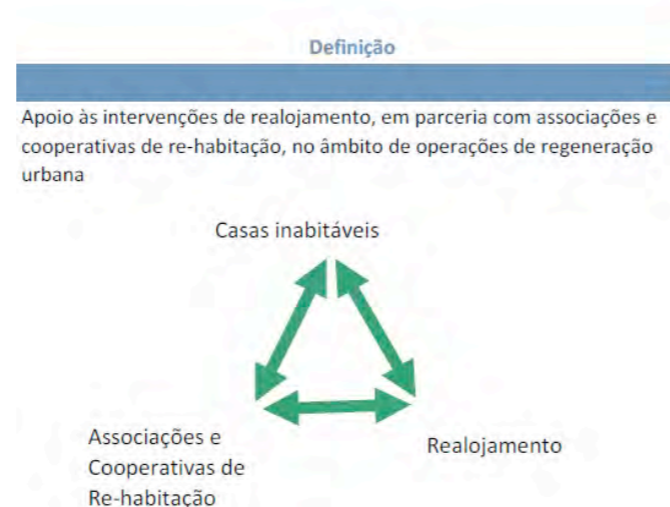 Definição
Apoio às intervenções de realojamento, em parceria com associações e
cooperativas de re-habitação, no âmbito de operações de regeneração
urbana
Casas inabitáveis
Associações e
Cooperativas de
Re-habitação
Realojamento